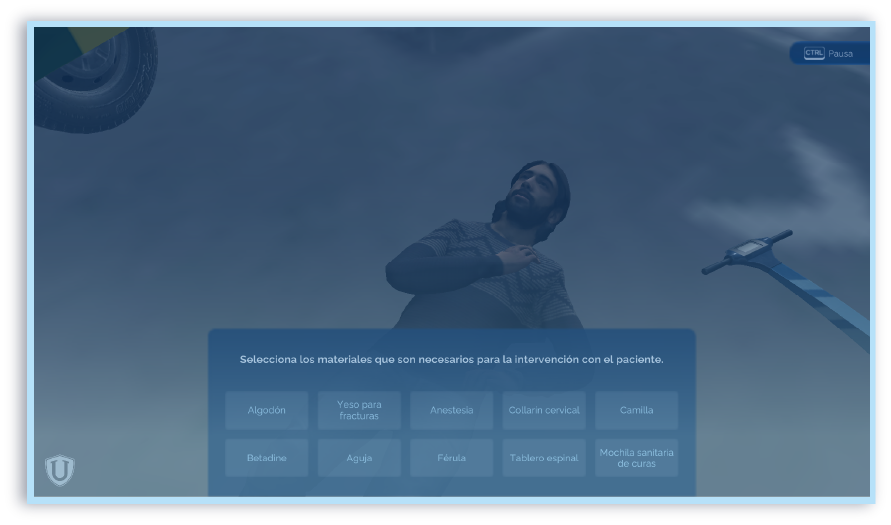 CTRL Pausa
Selecciona los materiales que son necesarios para la intervención con el paciente.
Algodón
Yeso para
fracturas
Anestesia
Collarín cervical
Camilla
Betadine
Aguja
Férula
Tablero espinal
Mochila sanitaria
de curas
U